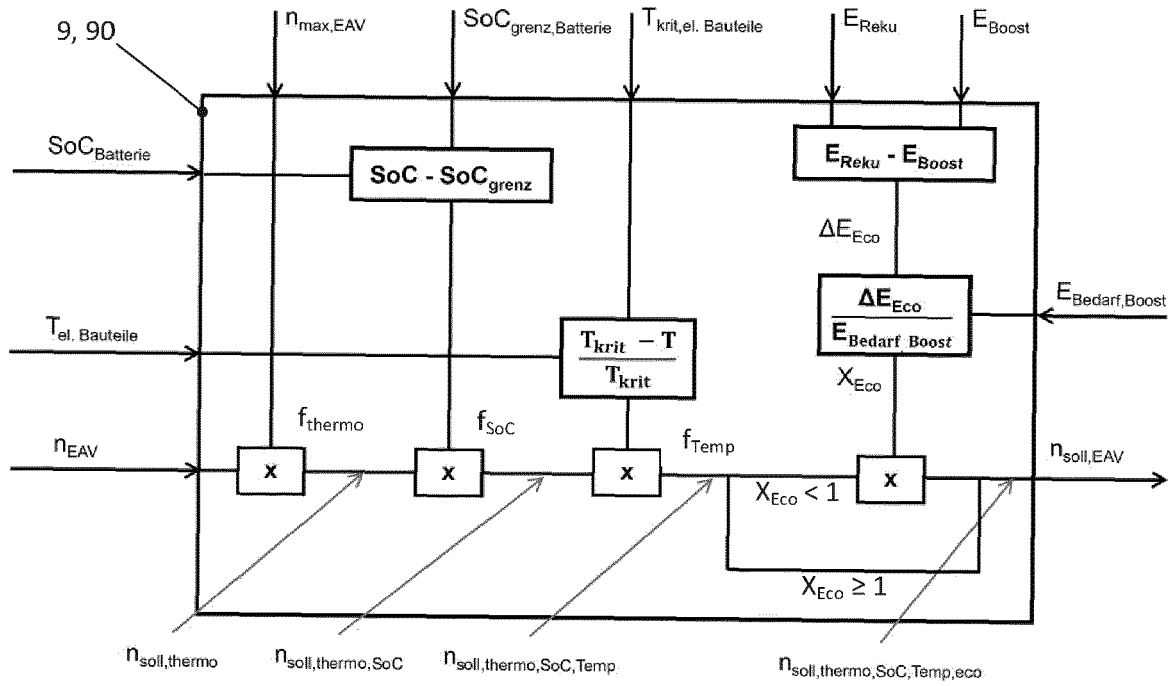 9, 90
n_max,EAV
SoC_grenz,Batterie
T_krit,el. Bauteile
E_Reku
E_Boost
SoC_Batterie
SoC - SoC_grenz
E_Reku - E_Boost
ΔE_Eco
ΔE_Eco
E_Bedarf Boost
E_Bedarf,Boost
T_el. Bauteile
T_krit − T
T_krit
X_Eco
f_thermo
f_SoC
f_Temp
n_EAV
x
x
x
x
n_soll,EAV
X_Eco < 1
X_Eco ≥ 1
n_soll,thermo
n_soll,thermo,SoC
n_soll,thermo,SoC,Temp
n_soll,thermo,SoC,Temp,eco